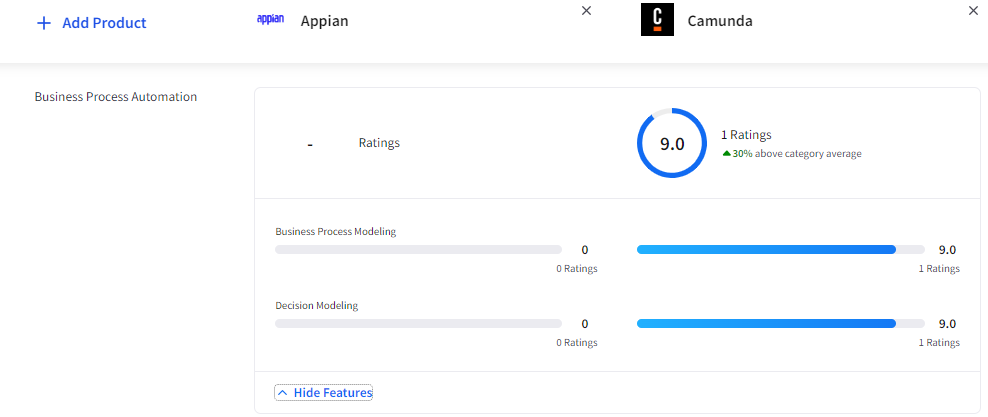 Add Product
appian
Appian
C
Camunda
Business Process Automation
-
Ratings
9.0
1 Ratings
30% above category average
Business Process Modeling
0
9.0
0 Ratings
1 Ratings
Decision Modeling
0
9.0
0 Ratings
1 Ratings
Hide Features